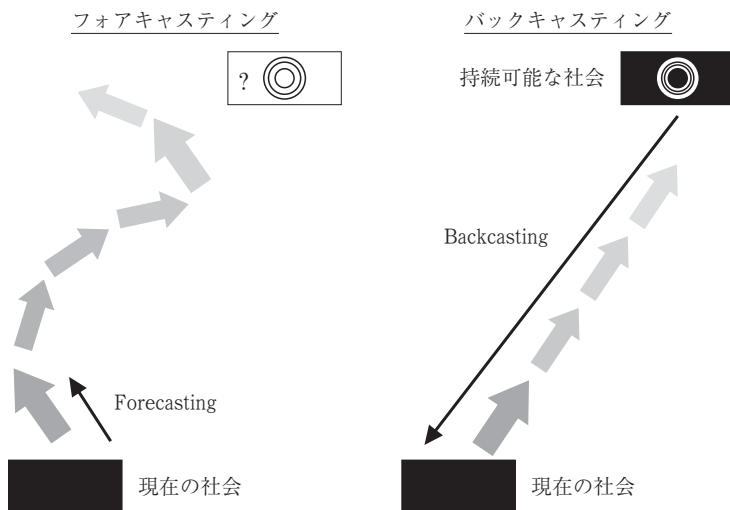 フォアキャスティング
?
Forecasting
現在の社会
バックキャスティング
持続可能な社会
Backcasting
現在の社会